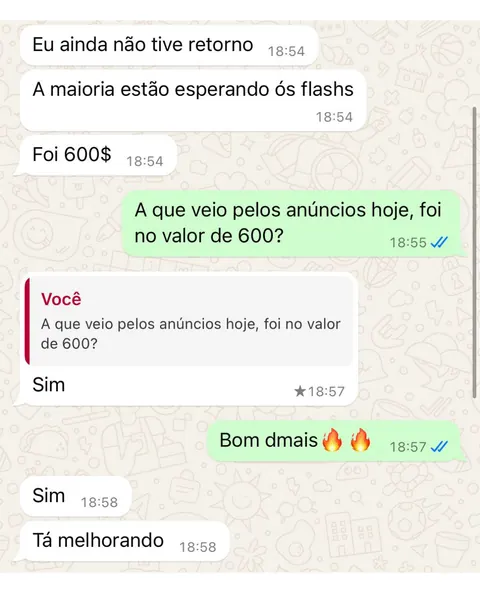 Eu ainda não tive retorno 18:54
A maioria estão esperando ós flashs
18:54
Foi 600$ 18:54
A que veio pelos anúncios hoje, foi
no valor de 600? 18:55
Você
A que veio pelos anúncios hoje, foi no valor
de 600?
Sim ★18:57
Bom dmais🔥🔥 18:57
Sim 18:58
Tá melhorando 18:58